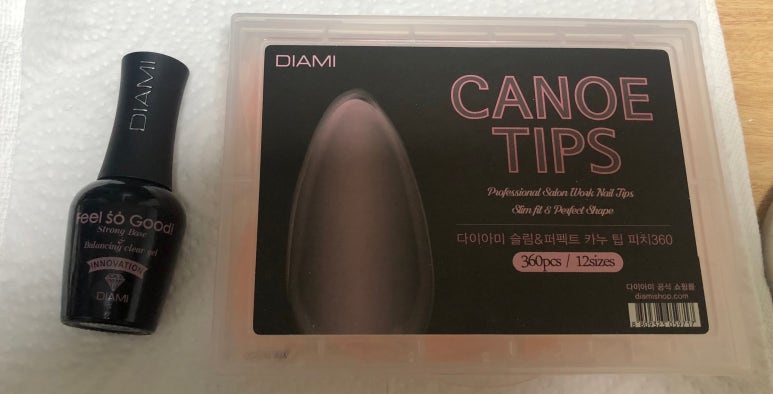 DIAMI
Feel so Good!
Strong Base
&
Balancing clear gel
INNOVATION
DIAMI
DIAMI
CANOE
TIPS
Professional Salon Work Nail Tips
Slim fit & Perfect Shape
다이아미 슬림&퍼펙트 카누 팁 피치360
360pcs / 12sizes
다이아미 공식 쇼핑몰
diamishop.com